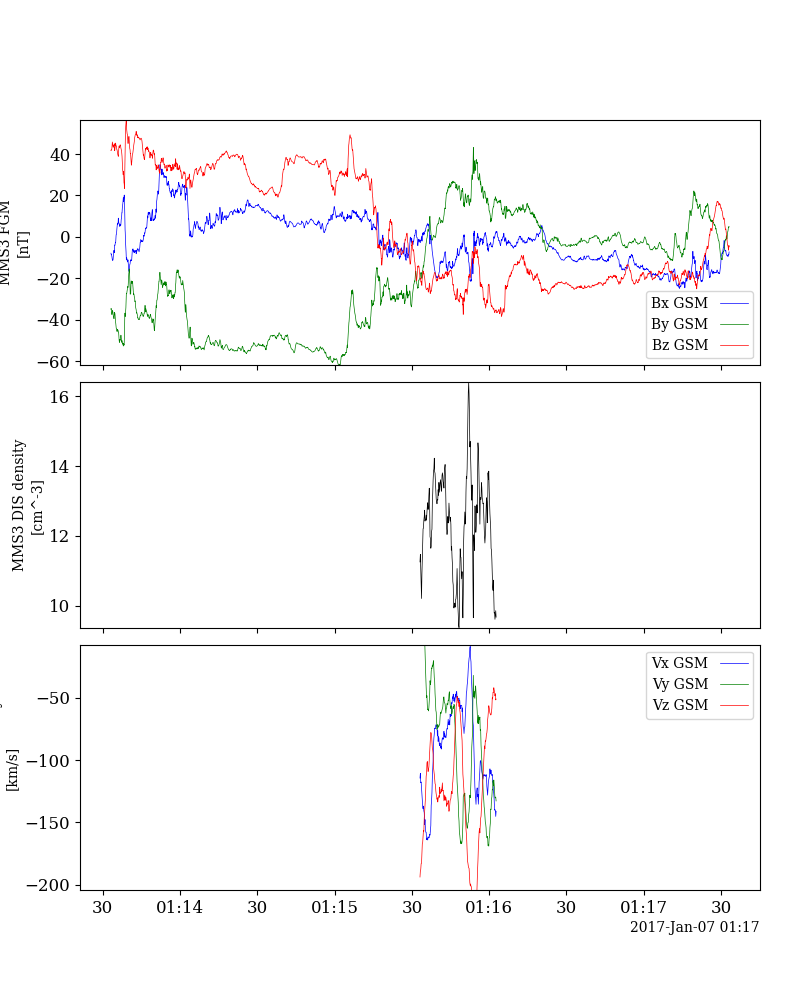 MMS3 FGM
[nT]
40
20
0
−20
−40
−60
Bx GSM
By GSM
Bz GSM
MMS3 DIS density
[cm^-3]
16
14
12
10
[km/s]
−50
−100
−150
−200
Vx GSM
Vy GSM
Vz GSM
30 01:14 30 01:15 30 01:16 30 01:17 30
2017-Jan-07 01:17